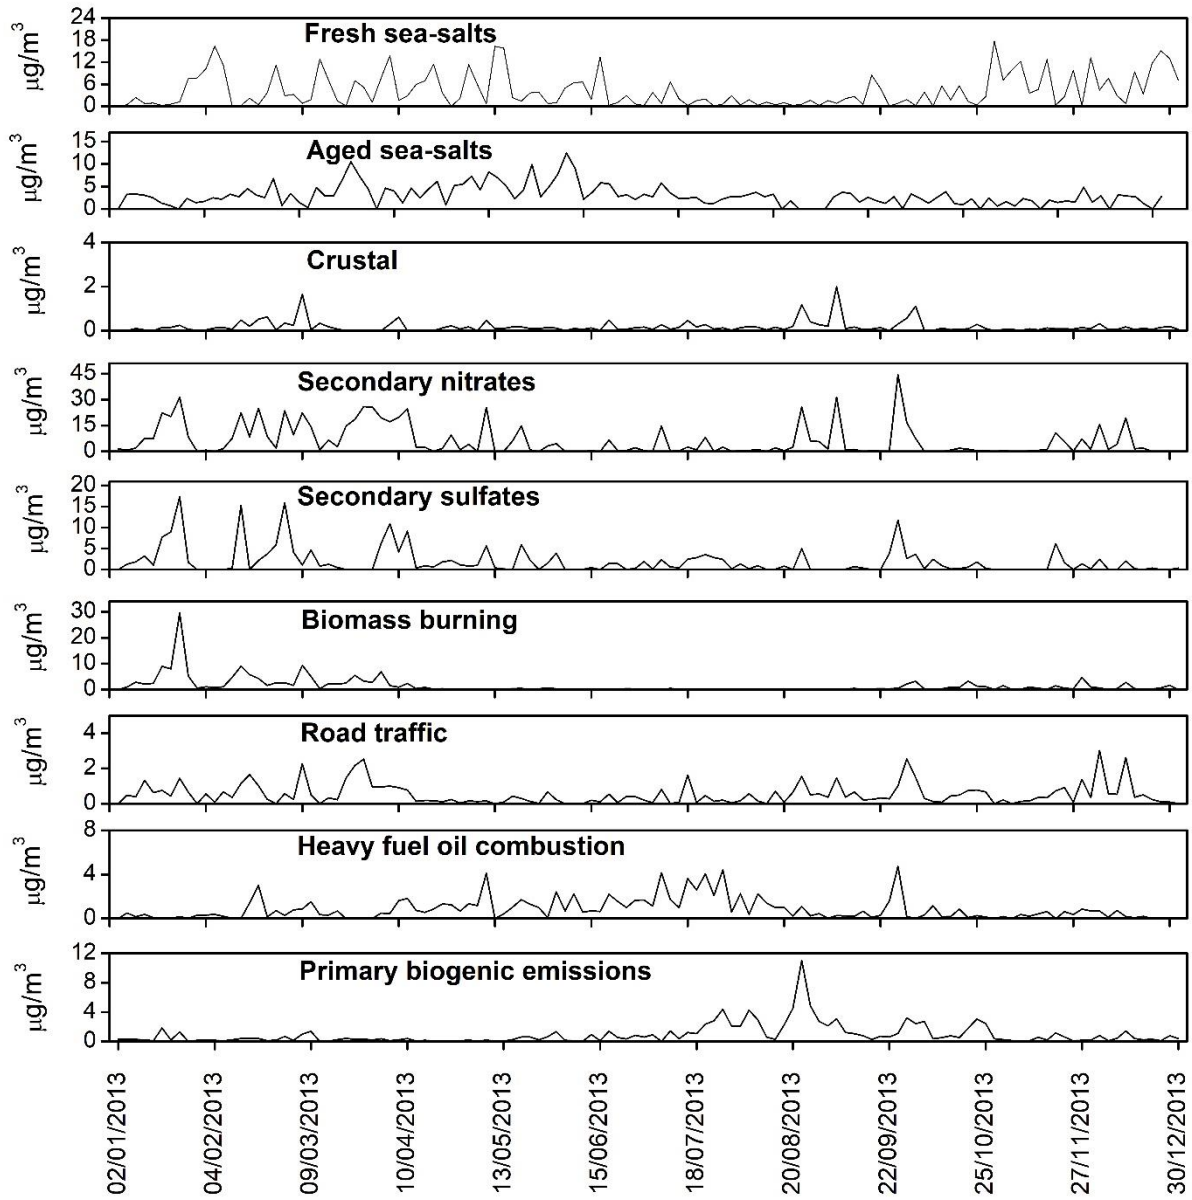 Fresh sea-salts
µg/m³
24
18
12
6
0
Aged sea-salts
µg/m³
15
10
5
0
Crustal
µg/m³
4
2
0
Secondary nitrates
µg/m³
45
30
15
0
Secondary sulfates
µg/m³
20
15
10
5
0
Biomass burning
µg/m³
30
20
10
0
Road traffic
µg/m³
4
2
0
Heavy fuel oil combustion
µg/m³
8
4
0
Primary biogenic emissions
µg/m³
12
8
4
0
02/01/2013
04/02/2013
09/03/2013
10/04/2013
13/05/2013
15/06/2013
18/07/2013
20/08/2013
22/09/2013
25/10/2013
27/11/2013
30/12/2013